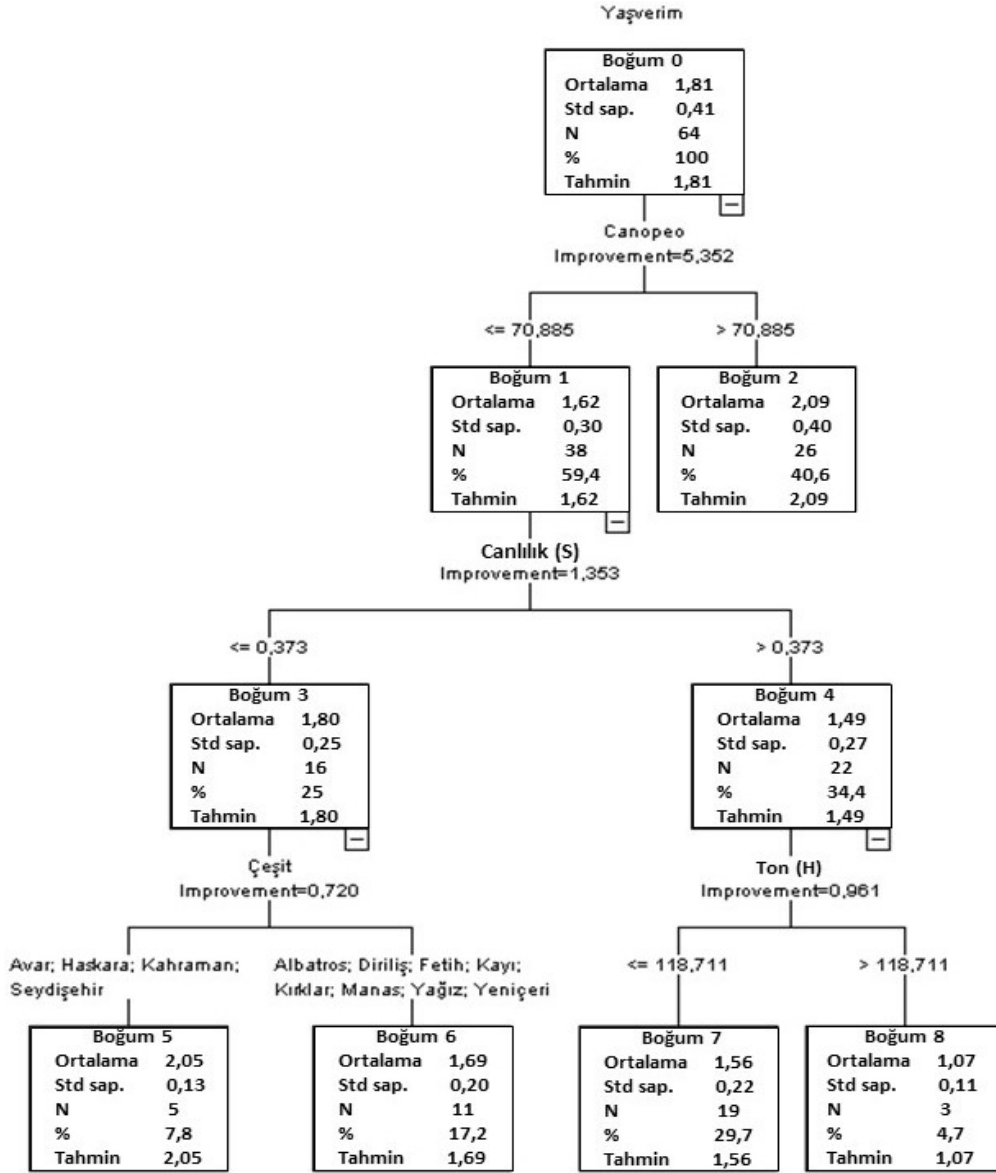 Yaşverim
Boğum 0
Ortalama 1,81
Std sap. 0,41
N 64
% 100
Tahmin 1,81
Canopeo
Improvement=5,352
<= 70,885
> 70,885
Boğum 1
Ortalama 1,62
Std sap. 0,30
N 38
% 59,4
Tahmin 1,62
Boğum 2
Ortalama 2,09
Std sap. 0,40
N 26
% 40,6
Tahmin 2,09
Canlılık (S)
Improvement=1,353
<= 0,373
> 0,373
Boğum 3
Ortalama 1,80
Std sap. 0,25
N 16
% 25
Tahmin 1,80
Boğum 4
Ortalama 1,49
Std sap. 0,27
N 22
% 34,4
Tahmin 1,49
Çeşit
Improvement=0,720
Ton (H)
Improvement=0,961
Avar; Haskara; Kahraman;
Seydişehir
Albatros; Diriliş; Fetih; Kayı;
Kırklar; Manas; Yağız; Yeniçeri
<= 118,711
> 118,711
Boğum 5
Ortalama 2,05
Std sap. 0,13
N 5
% 7,8
Tahmin 2,05
Boğum 6
Ortalama 1,69
Std sap. 0,20
N 11
% 17,2
Tahmin 1,69
Boğum 7
Ortalama 1,56
Std sap. 0,22
N 19
% 29,7
Tahmin 1,56
Boğum 8
Ortalama 1,07
Std sap. 0,11
N 3
% 4,7
Tahmin 1,07